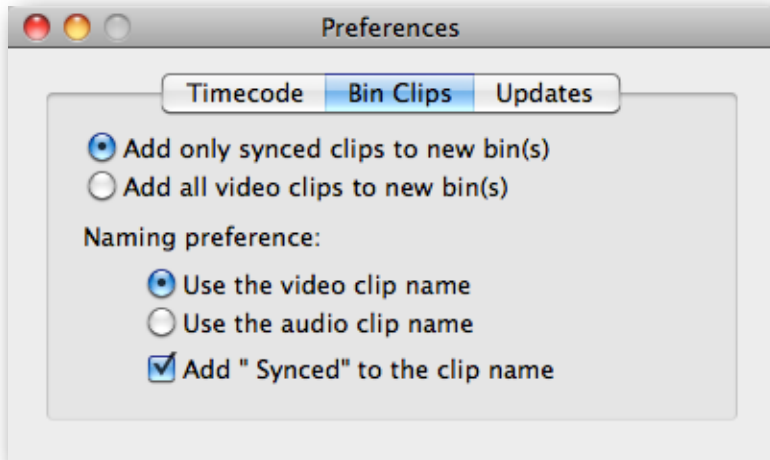 Preferences
Timecode Bin Clips Updates
Add only synced clips to new bin(s)
Add all video clips to new bin(s)
Naming preference:
Use the video clip name
Use the audio clip name
Add " Synced" to the clip name